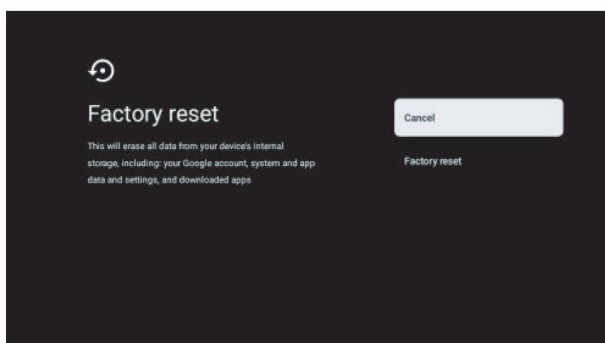 Factory reset
This will erase all data from your device's internal
storage, including: your Google account, system and app
data and settings, and downloaded apps
Cancel
Factory reset